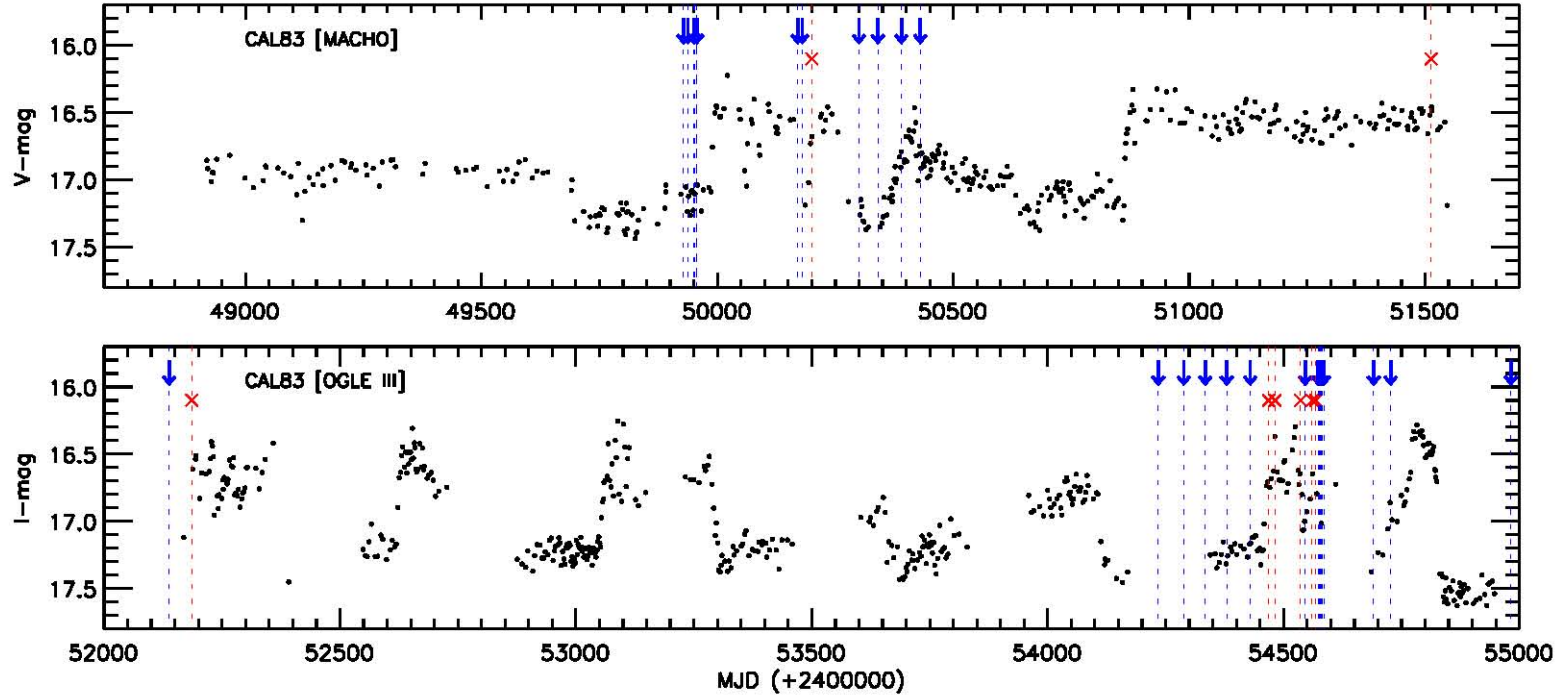 CAL83 [MACHO]
16.0
16.5
17.0
17.5
V-mag
49000 49500 50000 50500 51000 51500
CAL83 [OGLE III]
16.0
16.5
17.0
17.5
I-mag
52000 52500 53000 53500 54000 54500 55000
MJD (+2400000)